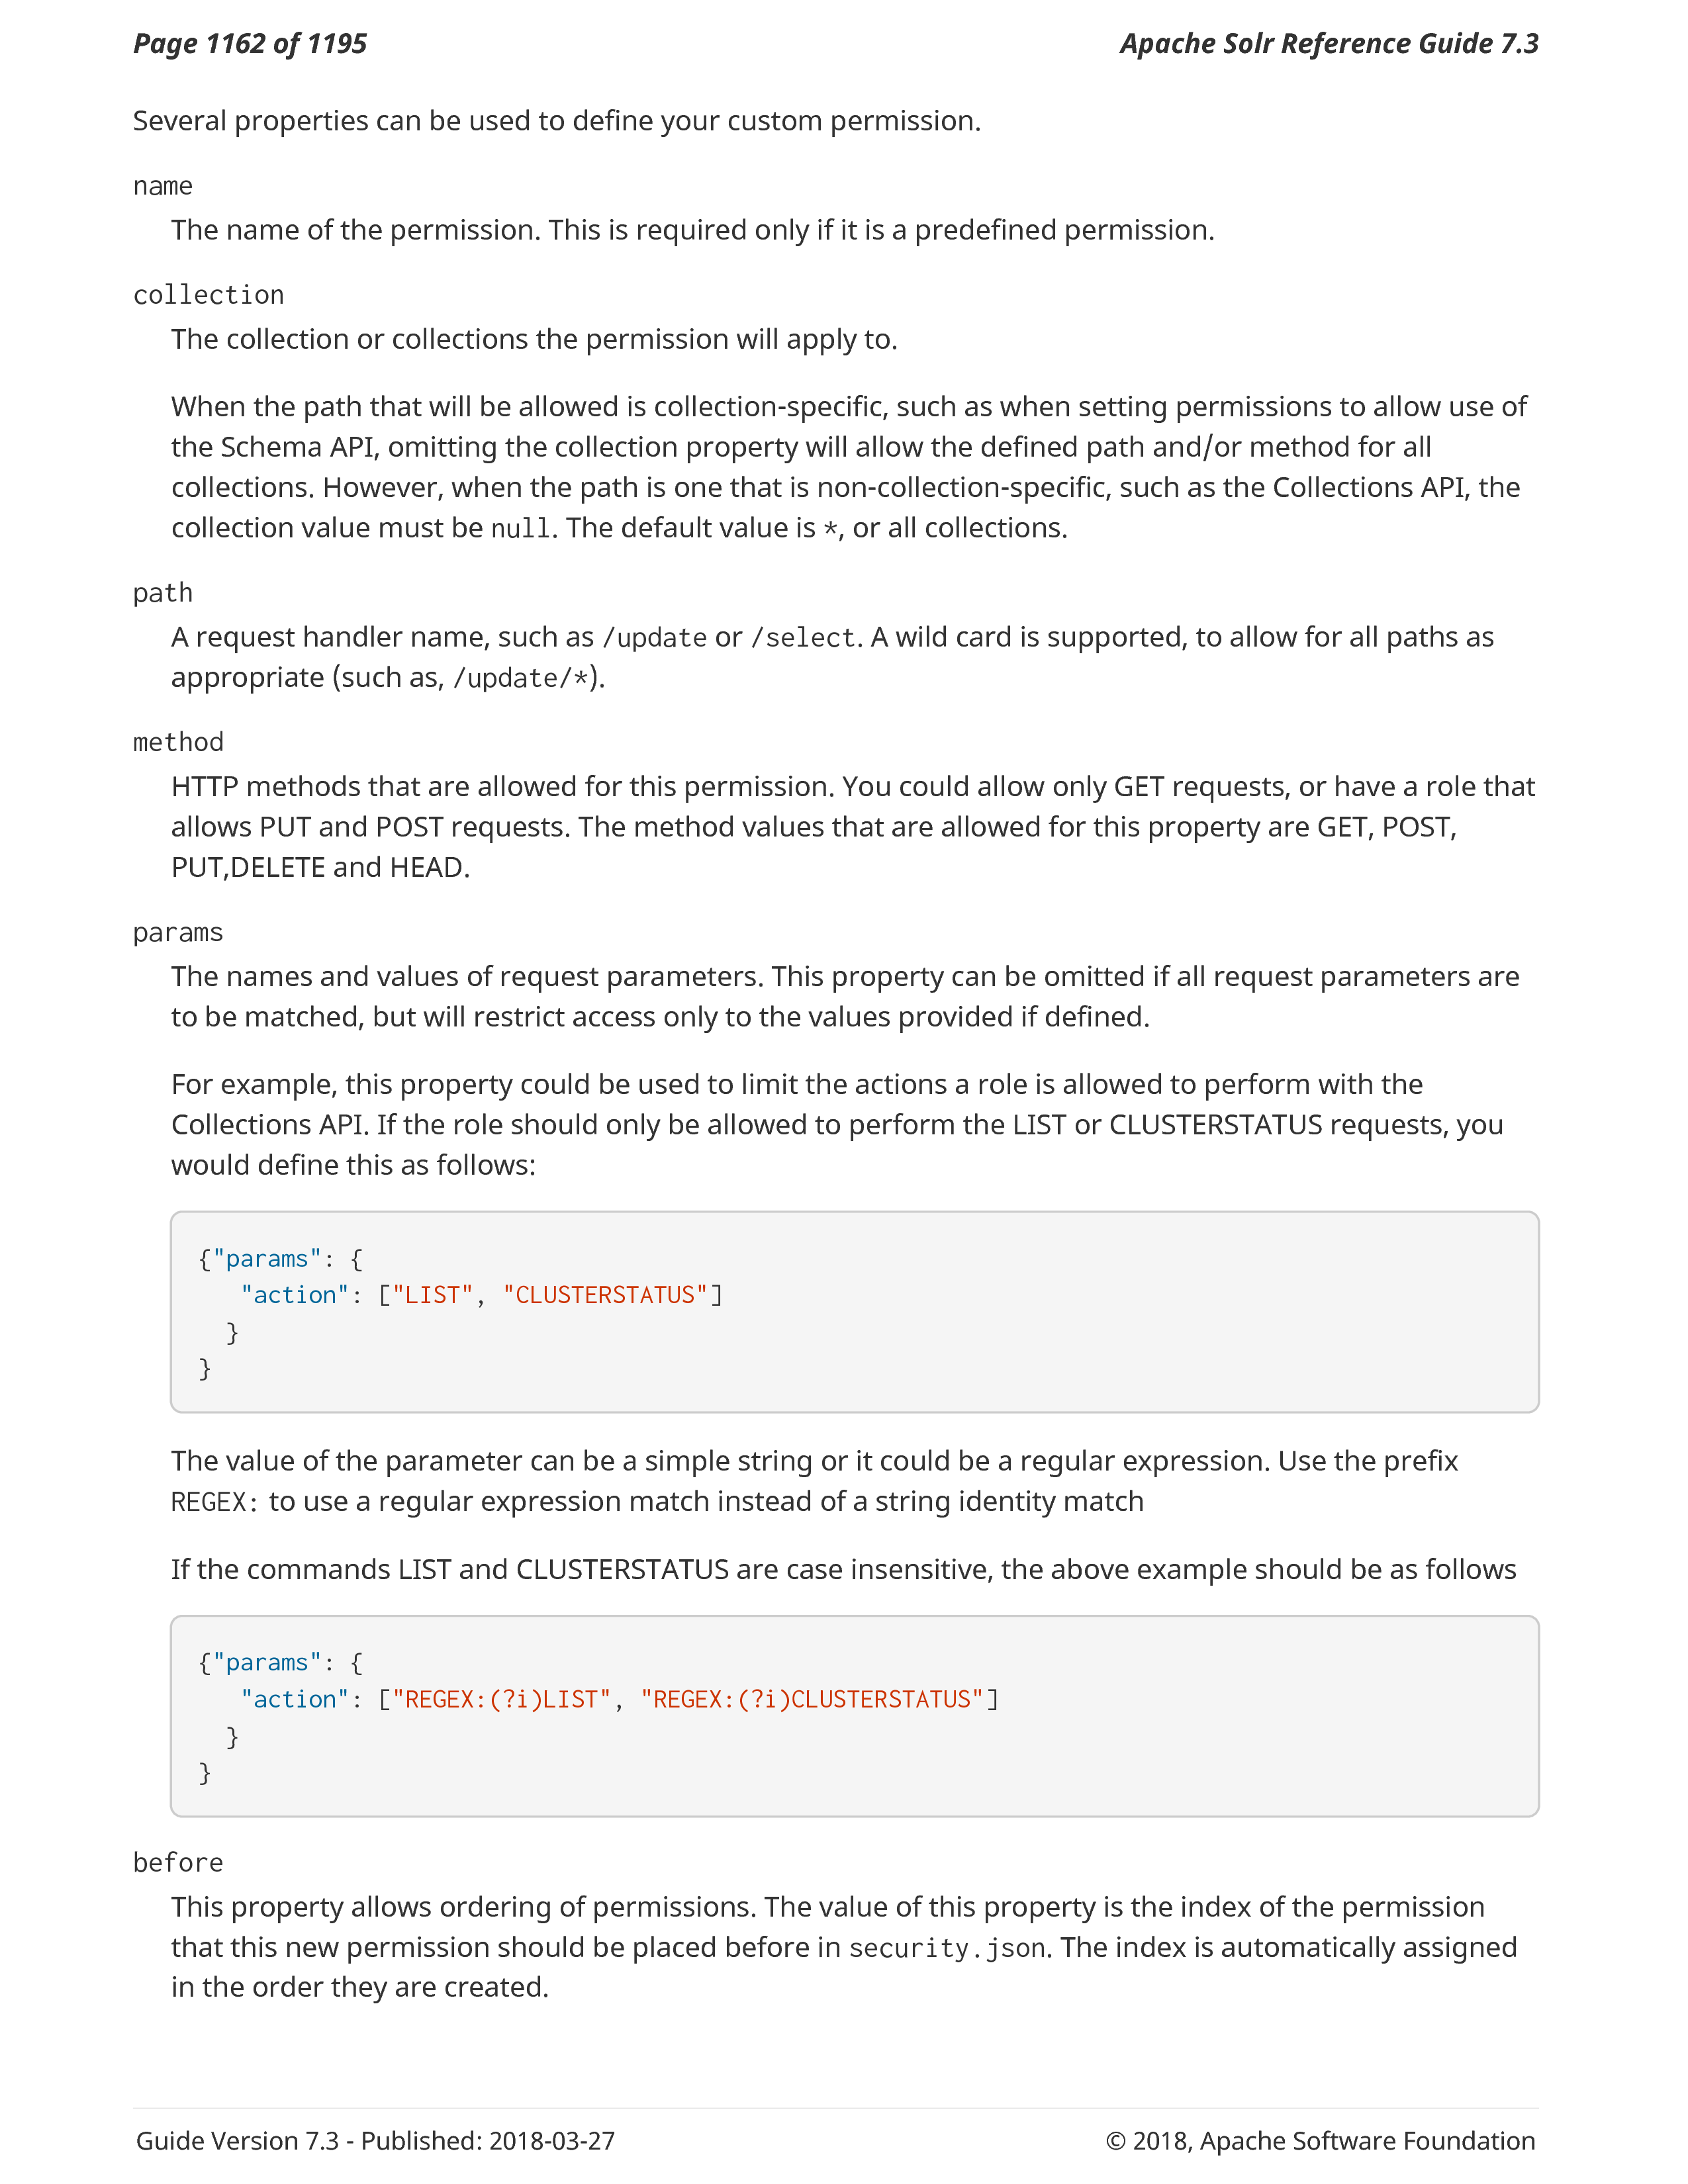 Page 1162 of 1195
Apache Solr Reference Guide 7.3
Several properties can be used to define your custom permission.
name
The name of the permission. This is required only if it is a predefined permission.
collection
The collection or collections the permission will apply to.
When the path that will be allowed is collection-specific, such as when setting permissions to allow use of
the Schema API, omitting the collection property will allow the defined path and/or method for all
collections. However, when the path is one that is non-collection-specific, such as the Collections API, the
collection value must be null. The default value is *, or all collections.
path
A request handler name, such as /update or /select. A wild card is supported, to allow for all paths as
appropriate (such as, /update/*).
method
HTTP methods that are allowed for this permission. You could allow only GET requests, or have a role that
allows PUT and POST requests. The method values that are allowed for this property are GET, POST,
PUT,DELETE and HEAD.
params
The names and values of request parameters. This property can be omitted if all request parameters are
to be matched, but will restrict access only to the values provided if defined.
For example, this property could be used to limit the actions a role is allowed to perform with the
Collections API. If the role should only be allowed to perform the LIST or CLUSTERSTATUS requests, you
would define this as follows:
{"params": {
   "action": ["LIST", "CLUSTERSTATUS"]
  }
}
The value of the parameter can be a simple string or it could be a regular expression. Use the prefix
REGEX: to use a regular expression match instead of a string identity match
If the commands LIST and CLUSTERSTATUS are case insensitive, the above example should be as follows
{"params": {
   "action": ["REGEX:(?i)LIST", "REGEX:(?i)CLUSTERSTATUS"]
  }
}
before
This property allows ordering of permissions. The value of this property is the index of the permission
that this new permission should be placed before in security.json. The index is automatically assigned
in the order they are created.
Guide Version 7.3 - Published: 2018-03-27
© 2018, Apache Software Foundation